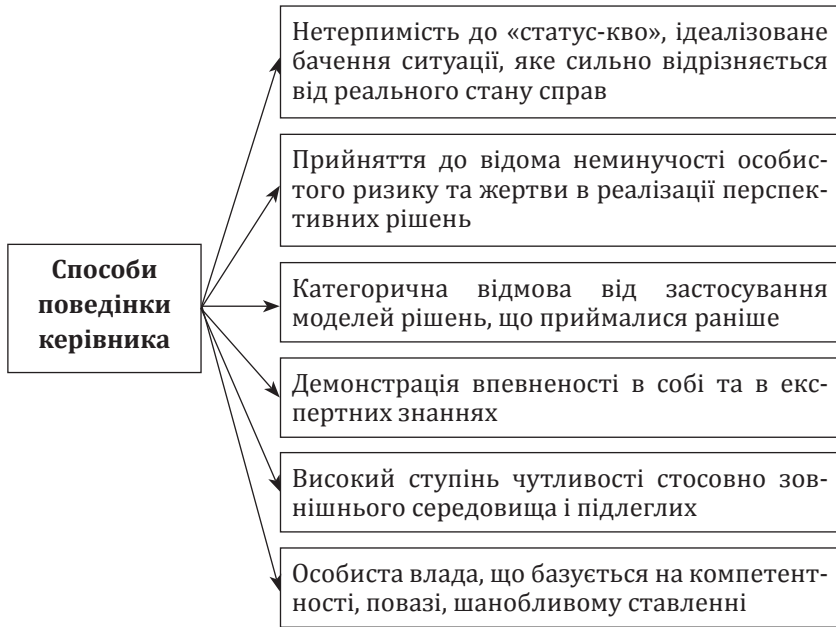 Нетерпимість до «статус-кво», ідеалізоване
бачення ситуації, яке сильно відрізняється
від реального стану справ
Прийняття до відома неминучості особис-
того ризику та жертви в реалізації перспек-
тивних рішень
Способи
поведінки
керівника
Категорична відмова від застосування
моделей рішень, що приймалися раніше
Демонстрація впевненості в собі та в екс-
пертних знаннях
Високий ступінь чутливості стосовно зов-
нішнього середовища і підлеглих
Особиста влада, що базується на компетент-
ності, повазі, шанобливому ставленні